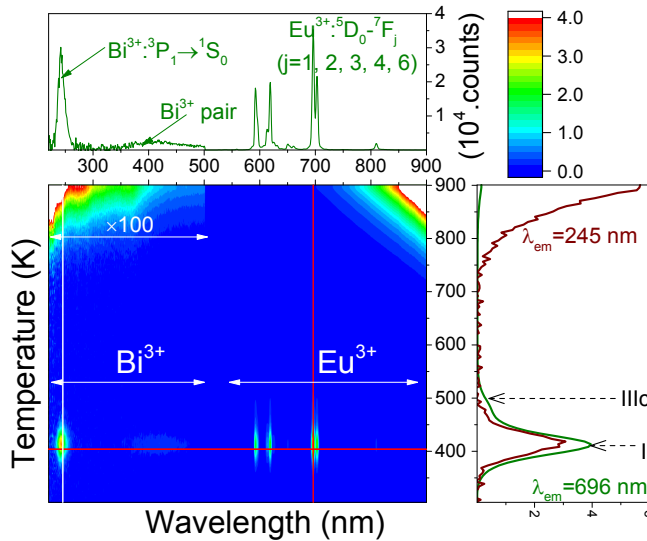 Bi³⁺:³P₁→¹S₀
Bi³⁺ pair
Eu³⁺:⁵D₀-⁷Fⱼ
(j=1, 2, 3, 4, 6)
4
3
2
1
0
(10⁴.counts)
4.0
3.0
2.0
1.0
0.0
300 400 500 600 700 800 900
Temperature (K)
×100
Bi³⁺
Eu³⁺
900
800
700
600
500
400
λem=245 nm
IIIc
I
λem=696 nm
2 4 6
Wavelength (nm)